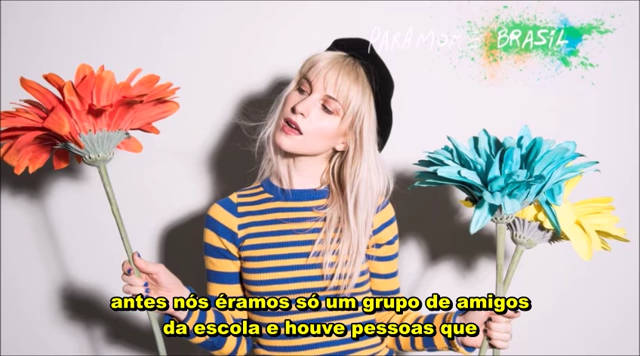 PARAMORE BRASIL
antes nós éramos só um grupo de amigos
da escola e houve pessoas que